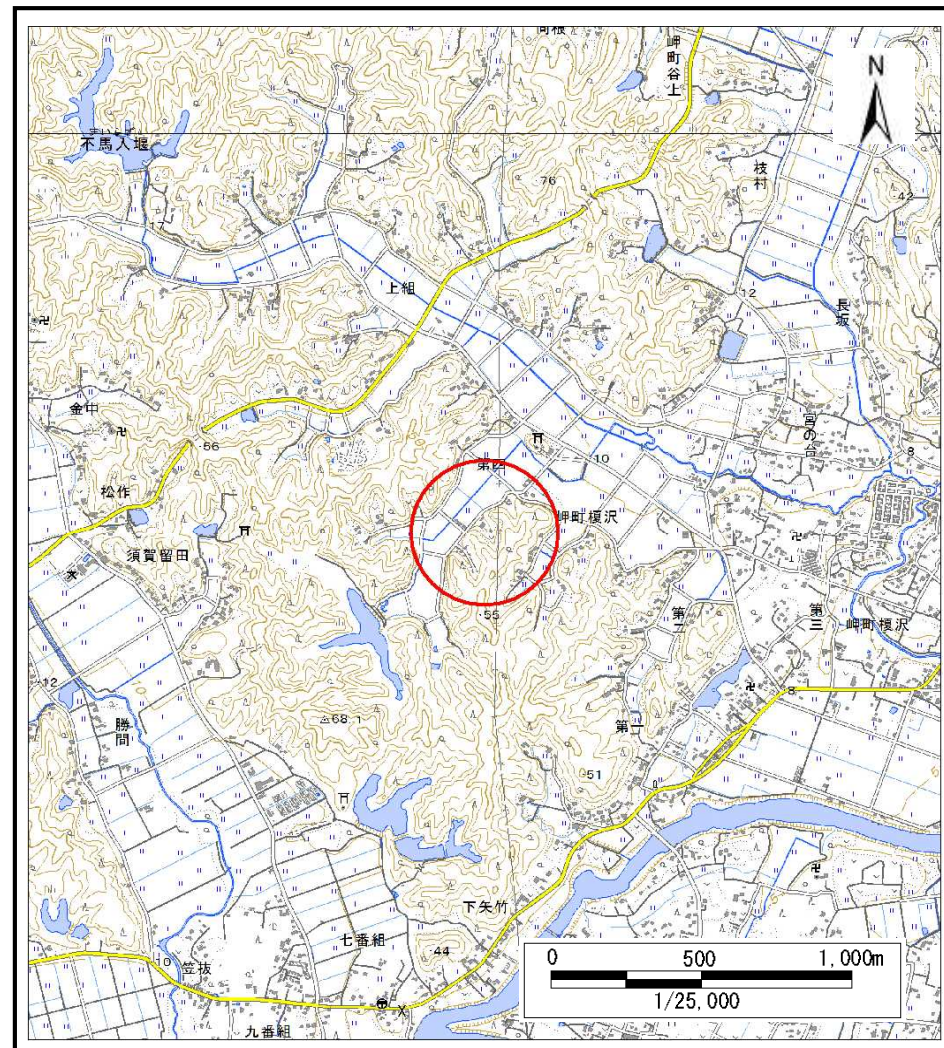 岬町谷上
N
不馬入堰
枝村
76
42
17
上組
12
長坂
金中
56
宮の台
第四
10
8
松作
岬町榎沢
須賀留田
55
第二
第三
岬町榎沢
12
勝間
68.1
8
第一
51
下矢竹
七番組
44
10
笠抜
九番組
0 500 1,000m
1/25,000